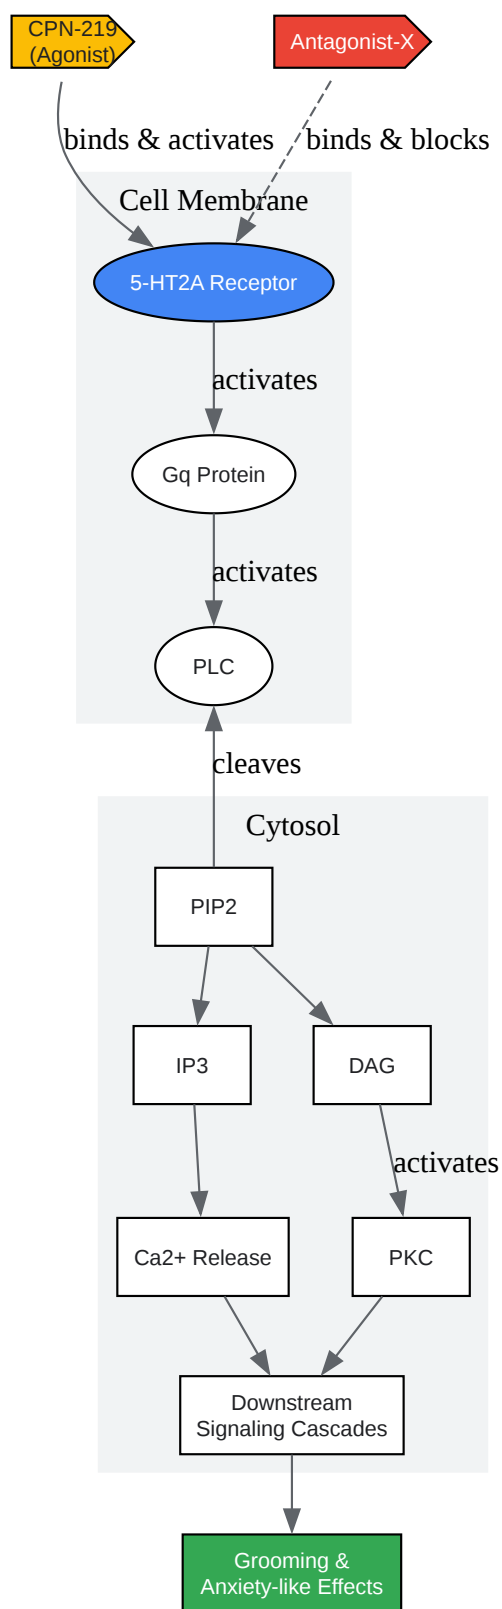 CPN-219
(Agonist)
Antagonist-X
binds & activates
binds & blocks
Cell Membrane
5-HT2A Receptor
activates
Gq Protein
activates
PLC
cleaves
Cytosol
PIP2
IP3
DAG
activates
Ca2+ Release
PKC
Downstream
Signaling Cascades
Grooming &
Anxiety-like Effects